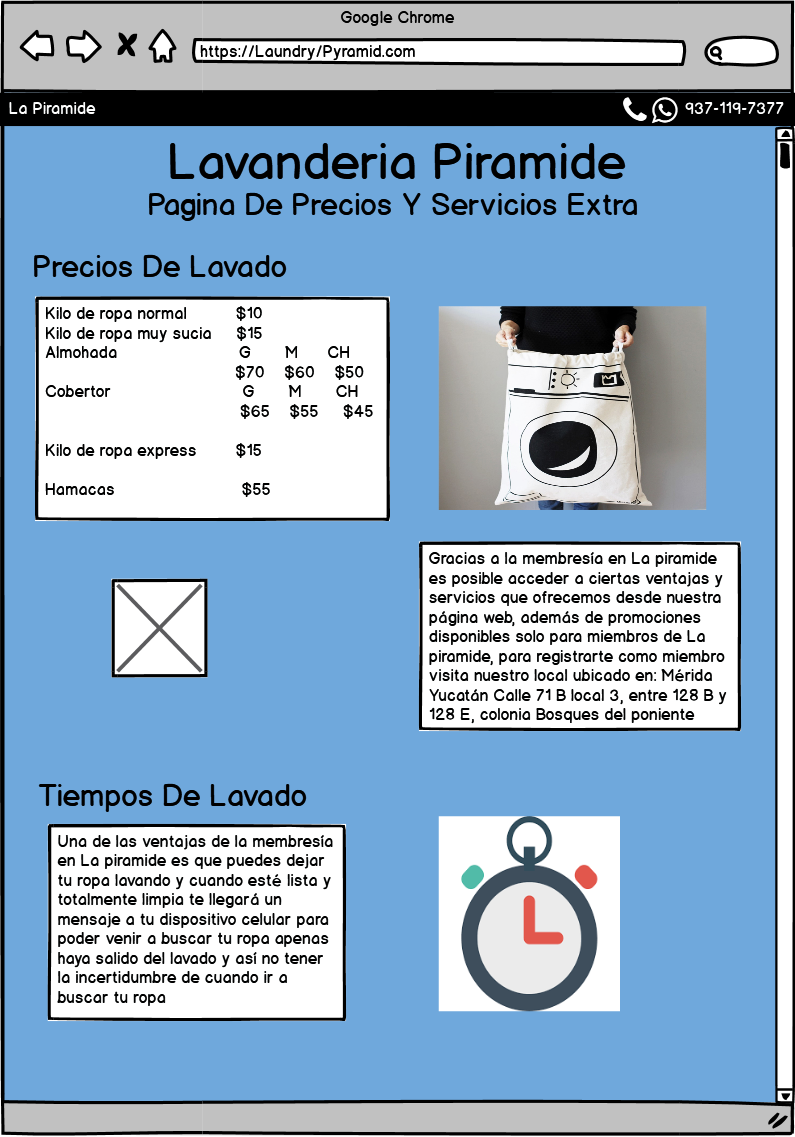 Google Chrome
https://Laundry/Pyramid.com
La Piramide
937-119-7377
Lavanderia Piramide
Pagina De Precios Y Servicios Extra
Precios De Lavado
Kilo de ropa normal $10
Kilo de ropa muy sucia $15
Almohada G M CH
$70 $60 $50
Cobertor G M CH
$65 $55 $45
Kilo de ropa express $15
Hamacas $55
Gracias a la membresía en La piramide
es posible acceder a ciertas ventajas y
servicios que ofrecemos desde nuestra
página web, además de promociones
disponibles solo para miembros de La
piramide, para registrarte como miembro
visita nuestro local ubicado en: Mérida
Yucatán Calle 71 B local 3, entre 128 B y
128 E, colonia Bosques del poniente
Tiempos De Lavado
Una de las ventajas de la membresía
en La piramide es que puedes dejar
tu ropa lavando y cuando esté lista y
totalmente limpia te llegará un
mensaje a tu dispositivo celular para
poder venir a buscar tu ropa apenas
haya salido del lavado y así no tener
la incertidumbre de cuando ir a
buscar tu ropa